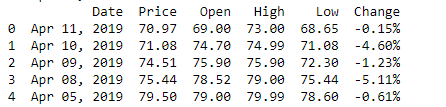 Date Price Open High Low Change
0 Apr 11, 2019 70.97 69.00 73.00 68.65 -0.15%
1 Apr 10, 2019 71.08 74.70 74.99 71.08 -4.60%
2 Apr 09, 2019 74.51 75.90 75.90 72.30 -1.23%
3 Apr 08, 2019 75.44 78.52 79.00 75.44 -5.11%
4 Apr 05, 2019 79.50 79.00 79.99 78.60 -0.61%